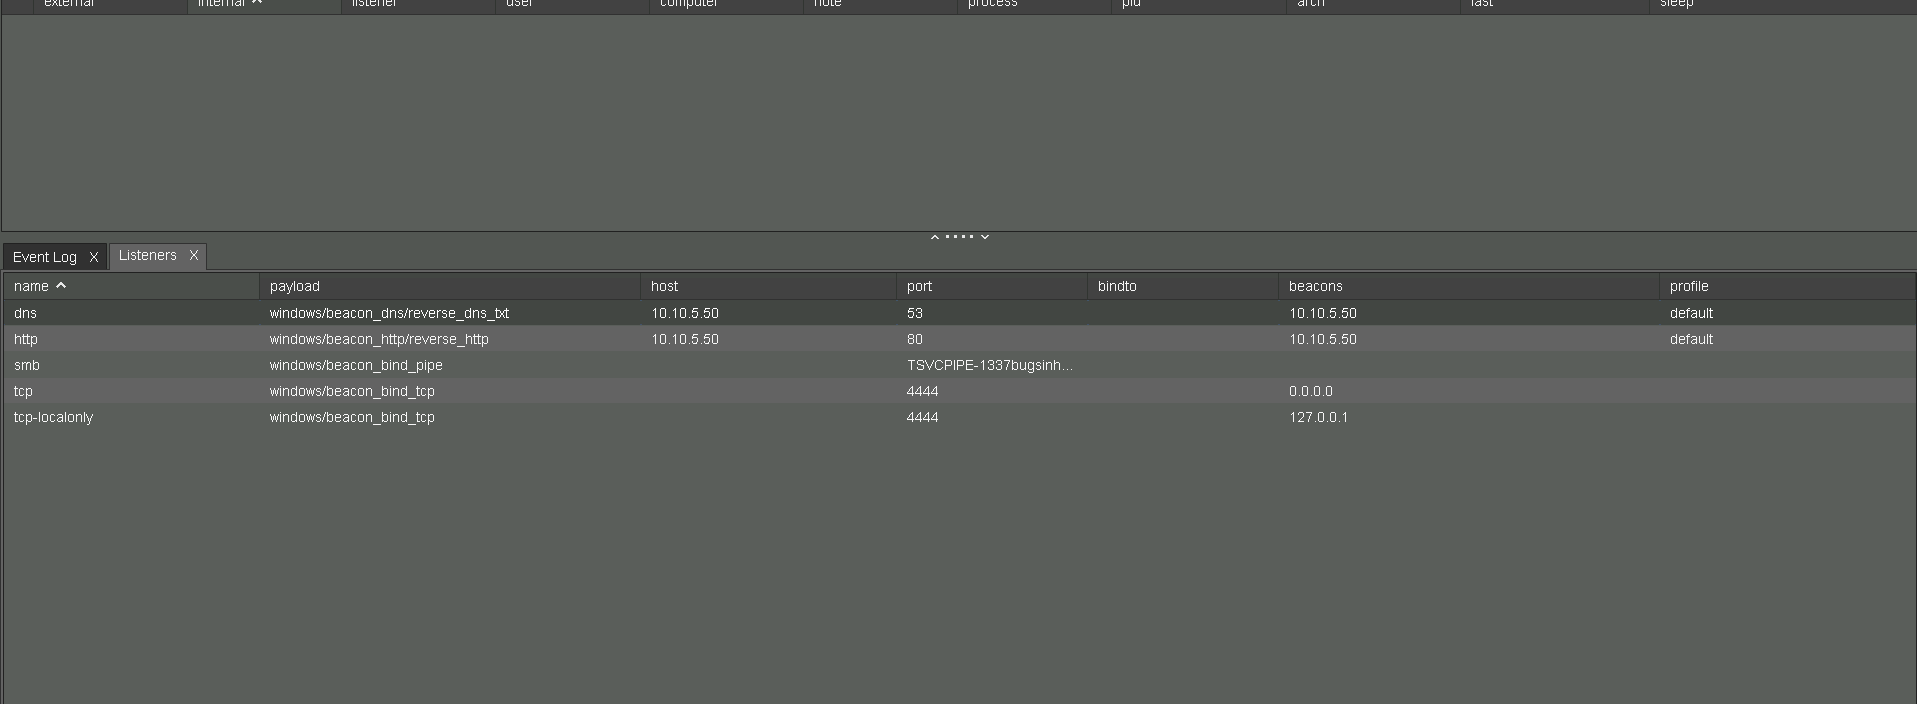 external internal listener user computer note process pid arch last sleep
Event Log X Listeners X
name payload host port bindto beacons profile
dns windows/beacon_dns/reverse_dns_txt 10.10.5.50 53 10.10.5.50 default
http windows/beacon_http/reverse_http 10.10.5.50 80 10.10.5.50 default
smb windows/beacon_bind_pipe TSVCPIPE-1337bugsinh...
tcp windows/beacon_bind_tcp 4444 0.0.0.0
tcp-localonly windows/beacon_bind_tcp 4444 127.0.0.1